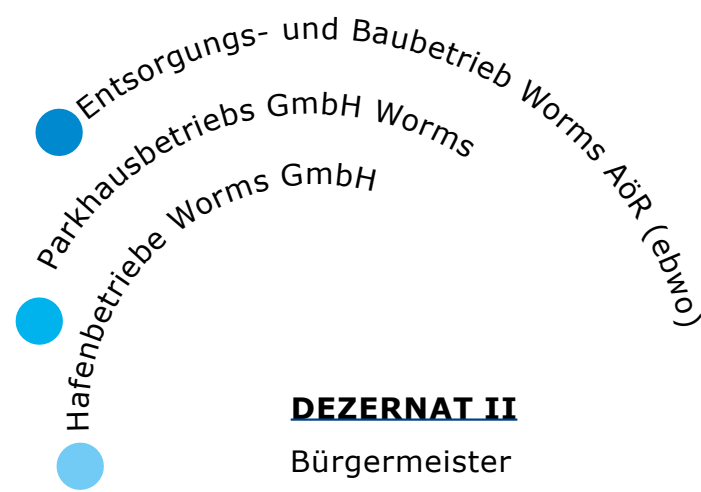 Entsorgungs- und Baubetrieb Worms AöR (ebwo)
Parkhausbetriebs GmbH Worms
Hafenbetriebe Worms GmbH
DEZERNAT II
Bürgermeister